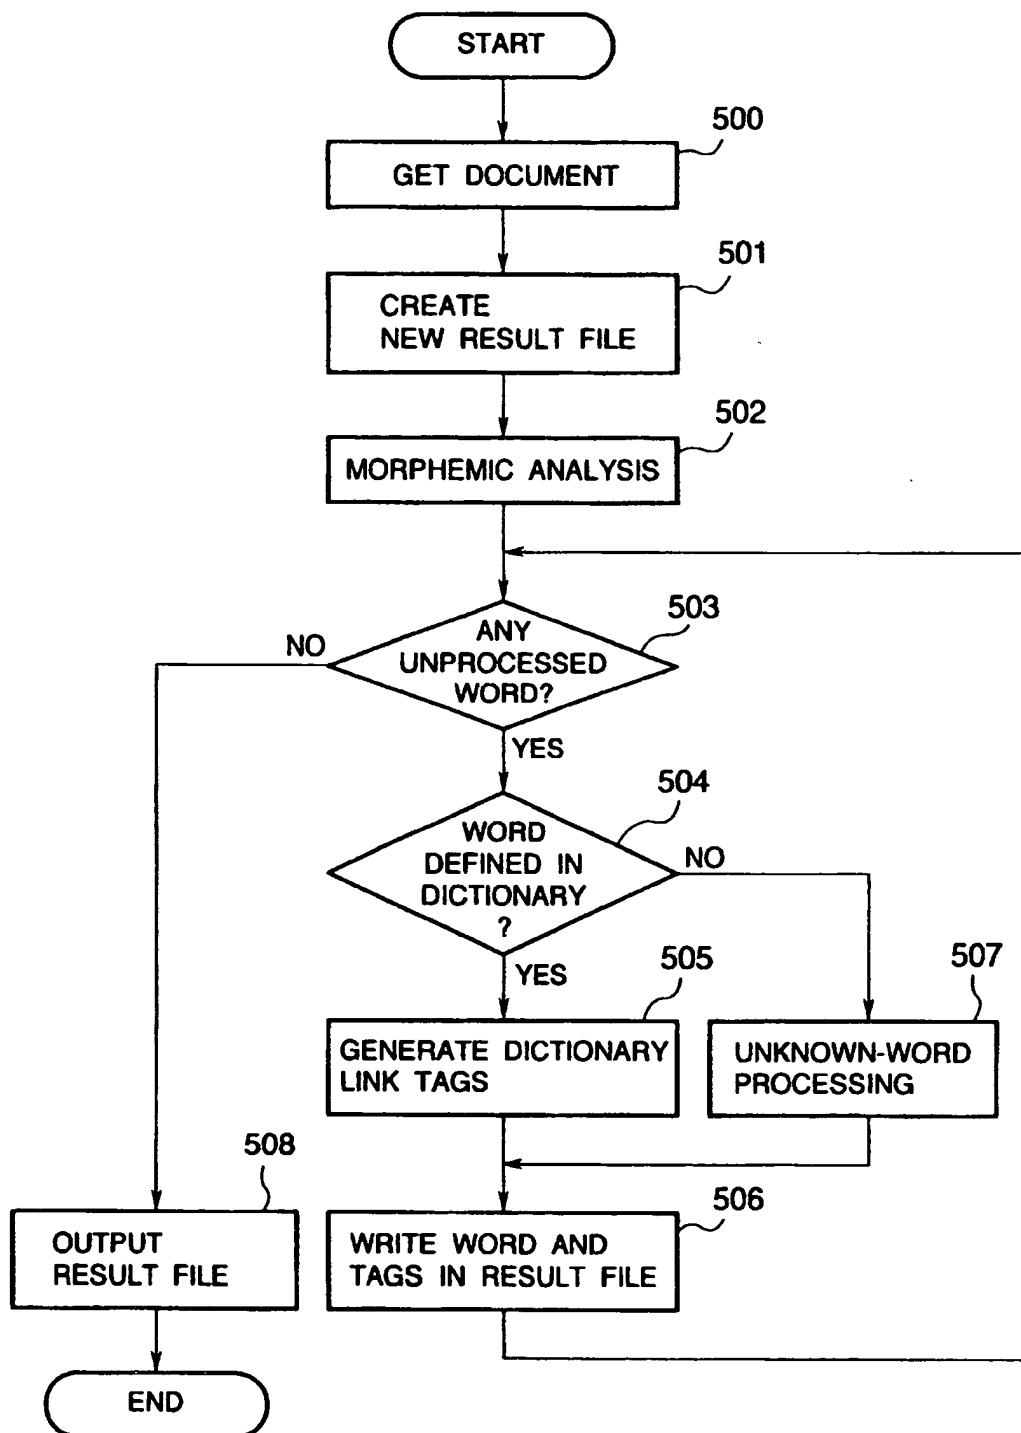 START
500
GET DOCUMENT
501
CREATE
NEW RESULT FILE
502
MORPHEMIC ANALYSIS
503
NO
ANY
UNPROCESSED
WORD?
YES
504
WORD
DEFINED IN
DICTIONARY
?
NO
YES
505
507
GENERATE DICTIONARY
LINK TAGS
UNKNOWN-WORD
PROCESSING
508
506
OUTPUT
RESULT FILE
WRITE WORD AND
TAGS IN RESULT FILE
END